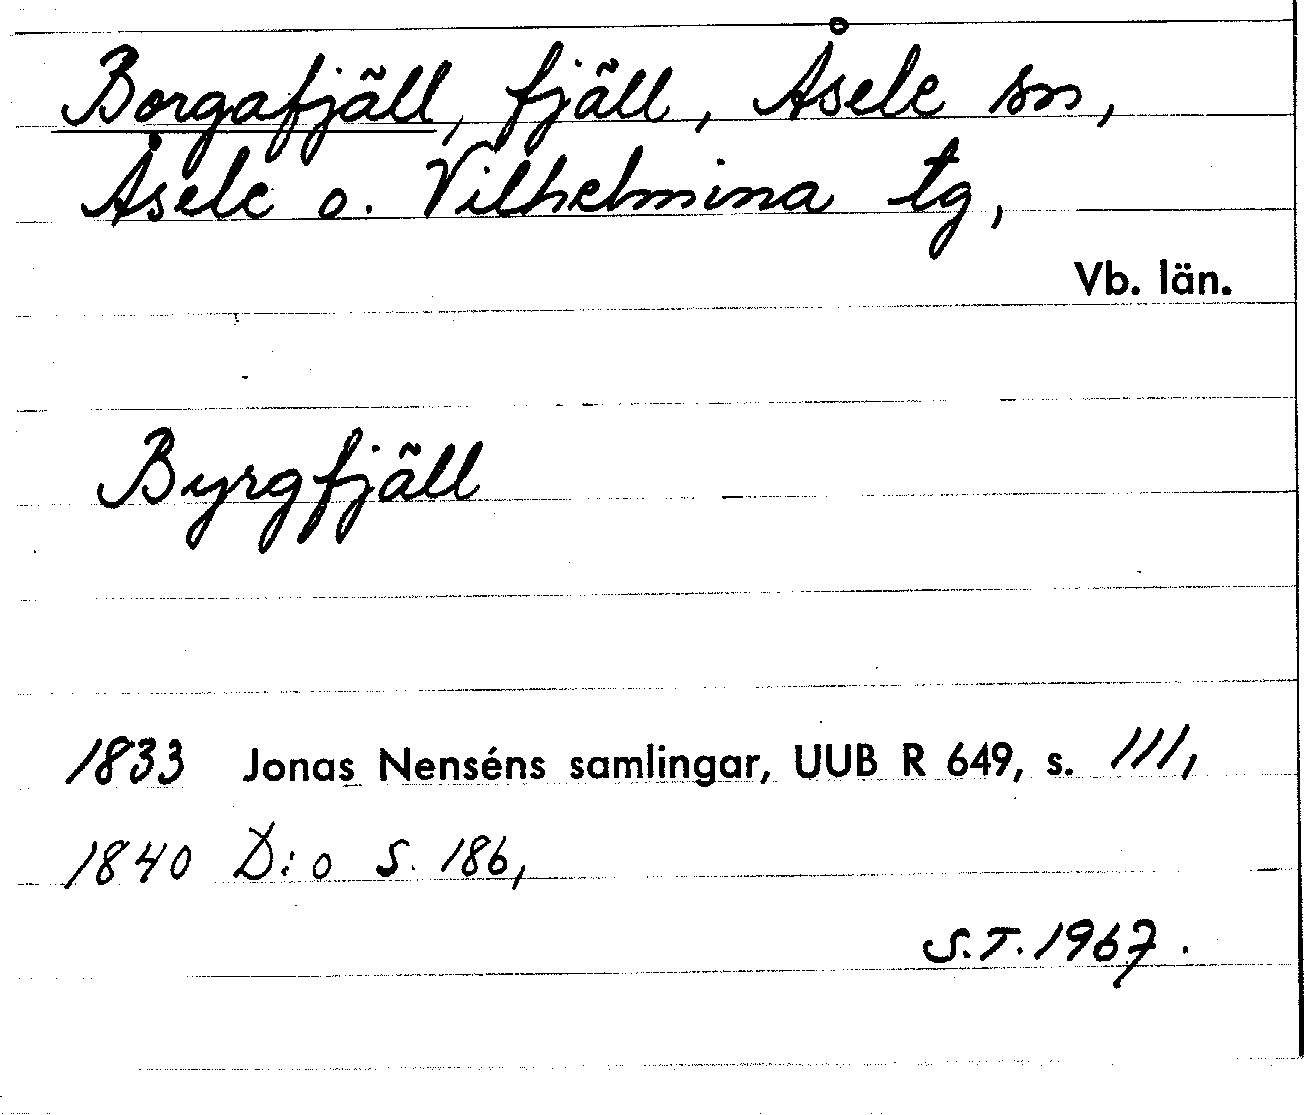 Borgafjäll, fjäll, Åsele sn,
Åsele o. Vilhelmina tg,
Vb. län.
Byrgfjäll
1833 Jonas Nenséns samlingar, UUB R 649, s. 111,
1840 D:o S. 186,
S.T. 1967.